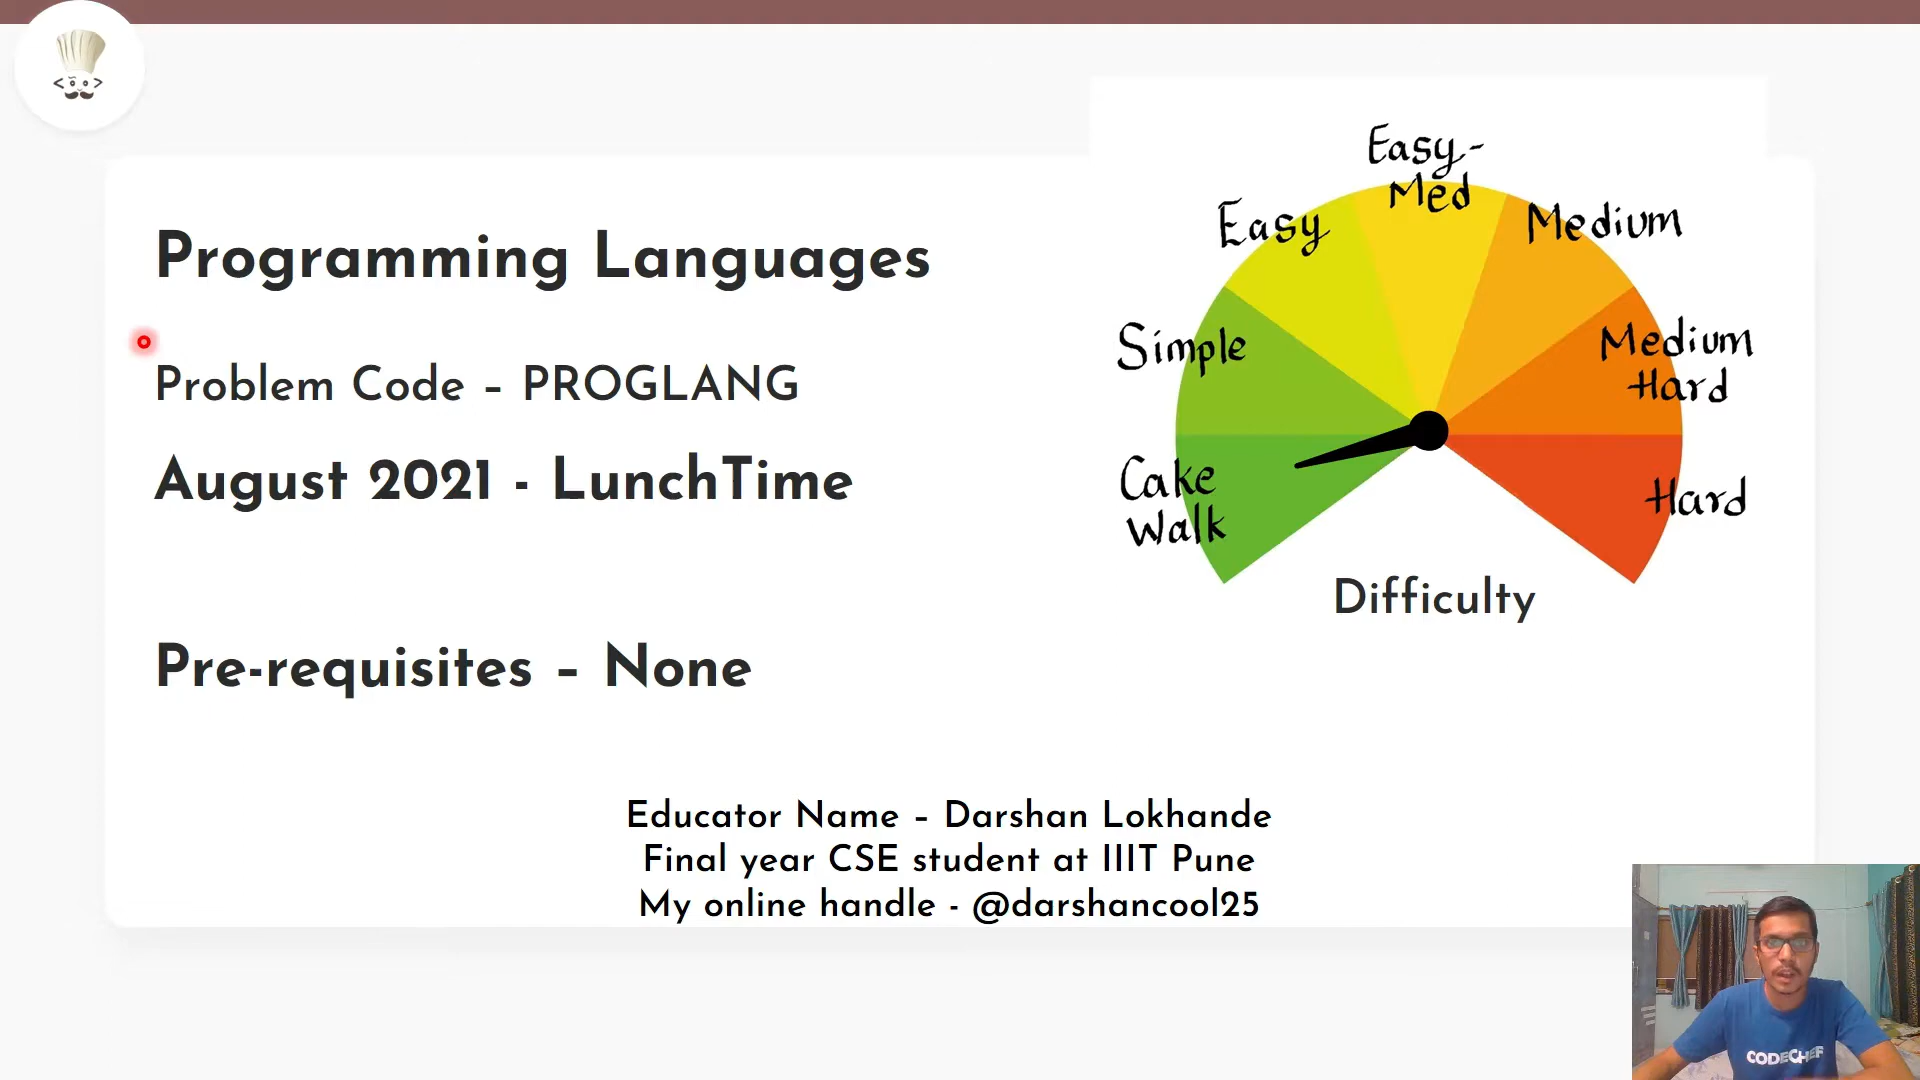 Programming Languages
Problem Code – PROGLANG
August 2021 - LunchTime
Pre-requisites – None
Easy-
Med
Easy
Medium
Simple
Medium
Hard
Cake
Walk
Hard
Difficulty
Educator Name – Darshan Lokhande
Final year CSE student at IIIT Pune
My online handle - @darshancool25
CODECHEF